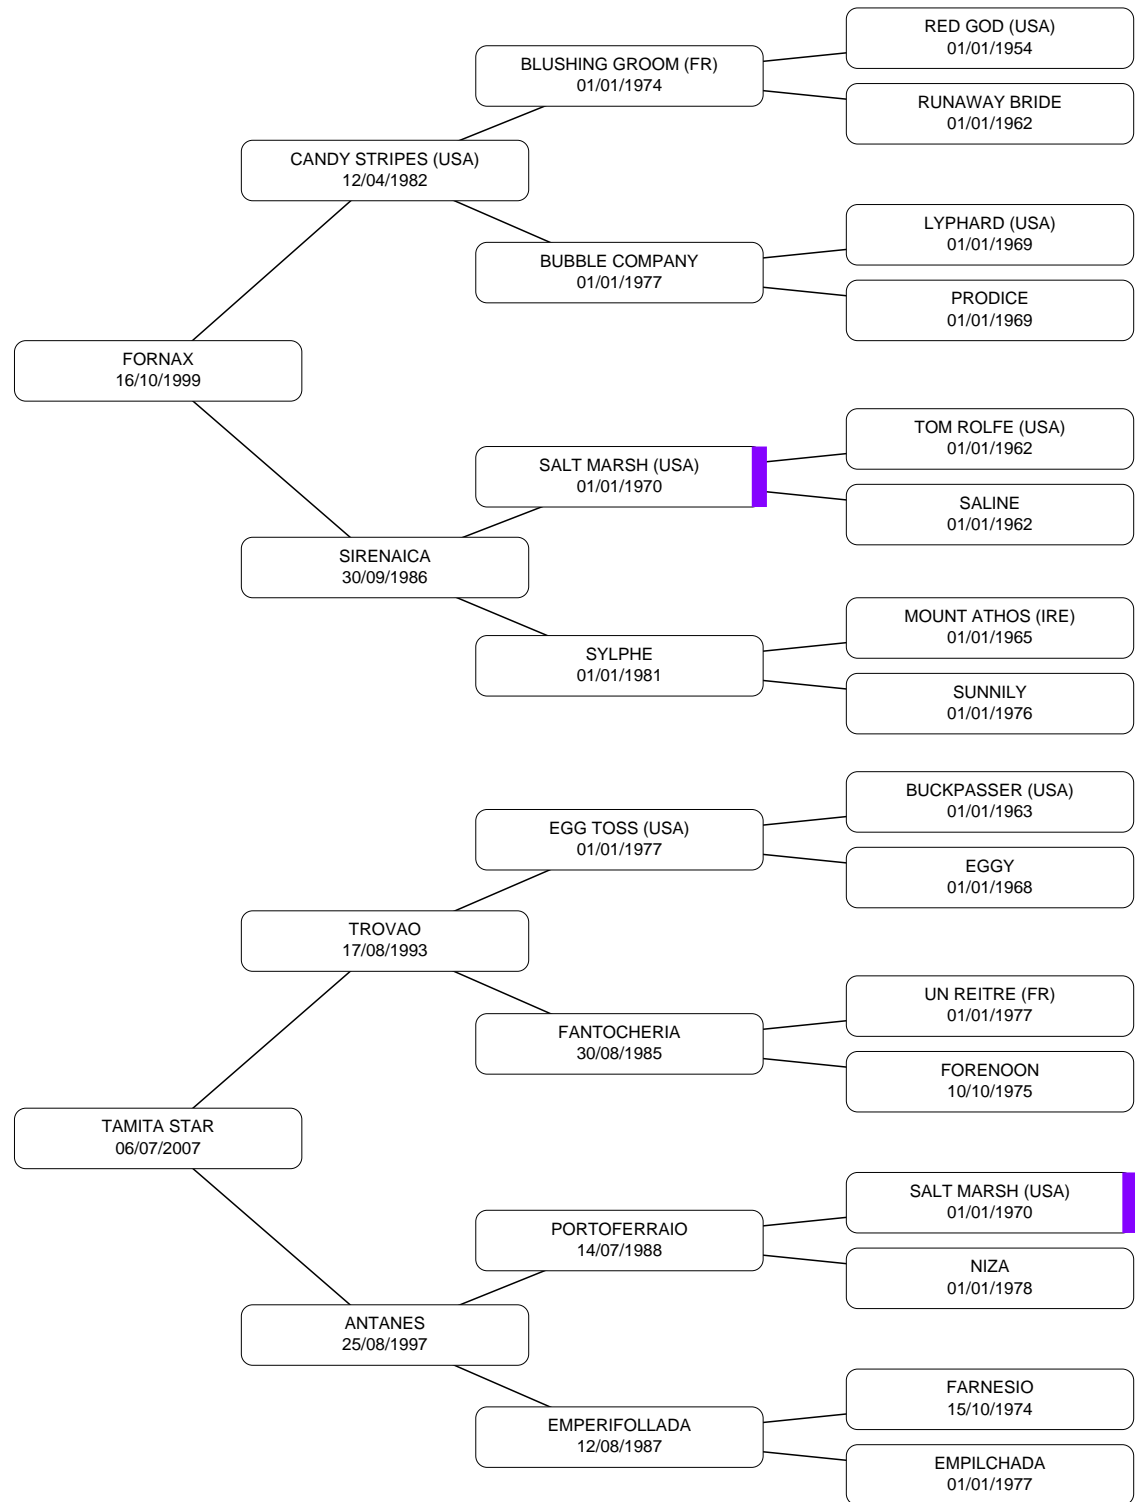 RED GOD (USA)
01/01/1954
BLUSHING GROOM (FR)
01/01/1974
RUNAWAY BRIDE
01/01/1962
CANDY STRIPES (USA)
12/04/1982
LYPHARD (USA)
01/01/1969
BUBBLE COMPANY
01/01/1977
PRODICE
01/01/1969
FORNAX
16/10/1999
TOM ROLFE (USA)
01/01/1962
SALT MARSH (USA)
01/01/1970
SALINE
01/01/1962
SIRENAICA
30/09/1986
MOUNT ATHOS (IRE)
01/01/1965
SYLPHE
01/01/1981
SUNNILY
01/01/1976
BUCKPASSER (USA)
01/01/1963
EGG TOSS (USA)
01/01/1977
EGGY
01/01/1968
TROVAO
17/08/1993
UN REITRE (FR)
01/01/1977
FANTOCHERIA
30/08/1985
FORENOON
10/10/1975
TAMITA STAR
06/07/2007
SALT MARSH (USA)
01/01/1970
PORTOFERRAIO
14/07/1988
NIZA
01/01/1978
ANTANES
25/08/1997
FARNESIO
15/10/1974
EMPERIFOLLADA
12/08/1987
EMPILCHADA
01/01/1977